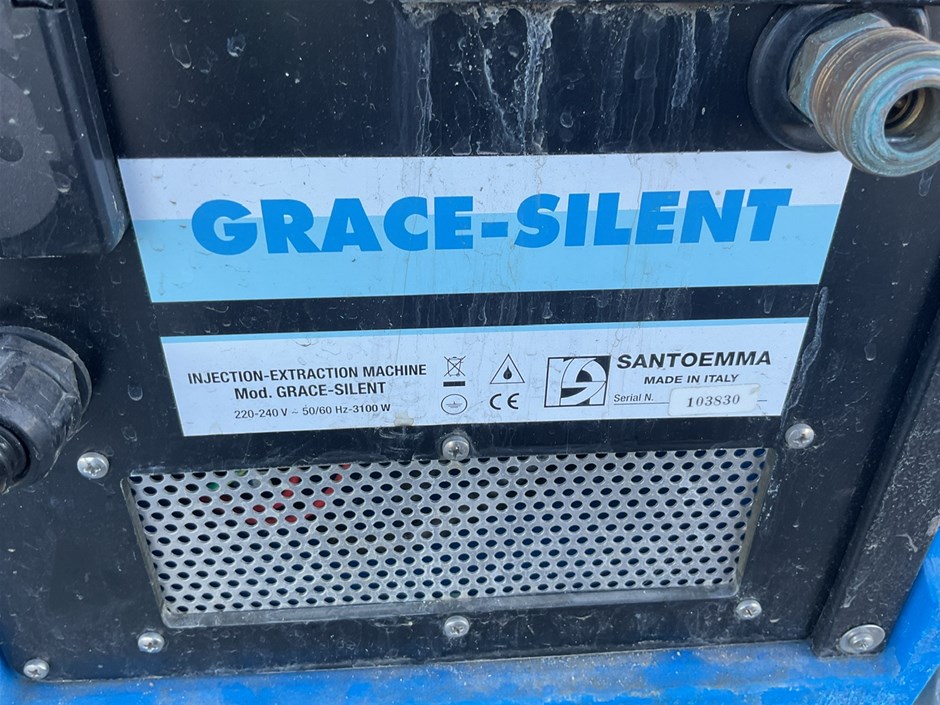 GRACE-SILENT
INJECTION-EXTRACTION MACHINE
Mod. GRACE-SILENT
220-240 V ~ 50/60 Hz-3100 W
CE
SANTOEMMA
MADE IN ITALY
Serial N. 103830